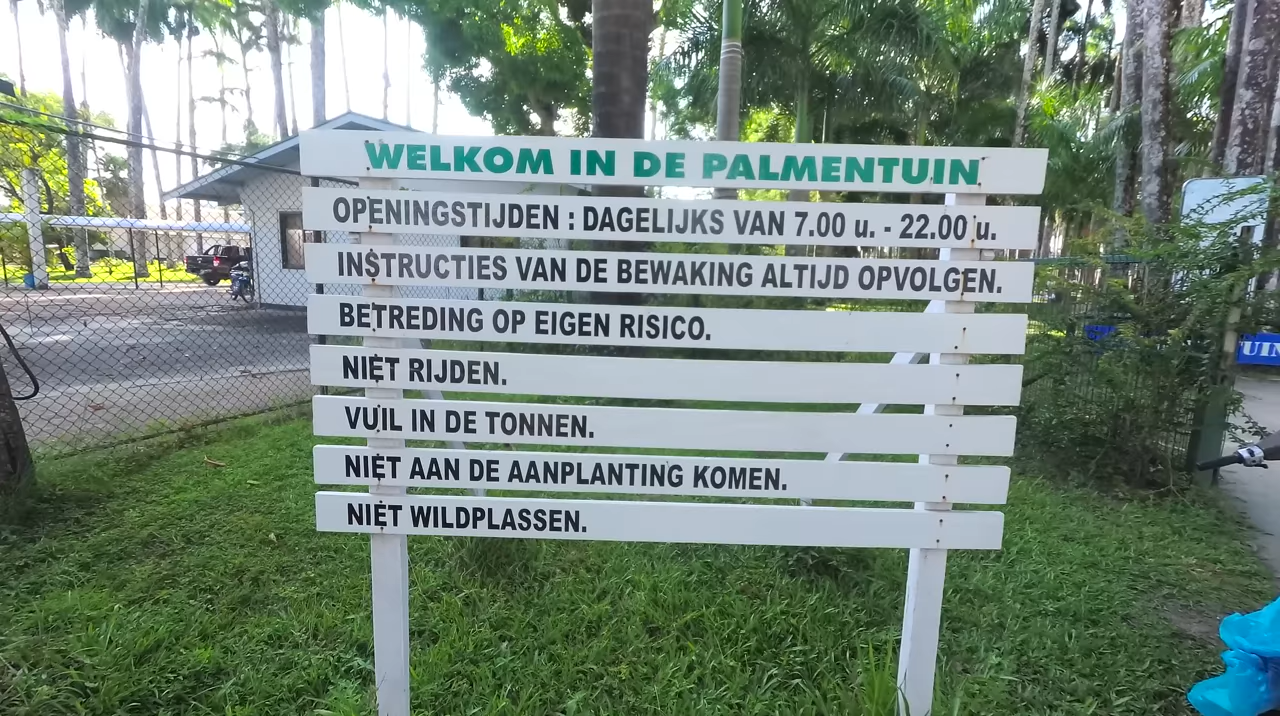 WELKOM IN DE PALMENTUIN
OPENINGSTIJDEN : DAGELIJKS VAN 7.00 u. - 22.00 u.
INSTRUCTIES VAN DE BEWAKING ALTIJD OPVOLGEN.
BETREDING OP EIGEN RISICO.
NIET RIJDEN.
VUIL IN DE TONNEN.
NIET AAN DE AANPLANTING KOMEN.
NIET WILDPLASSEN.